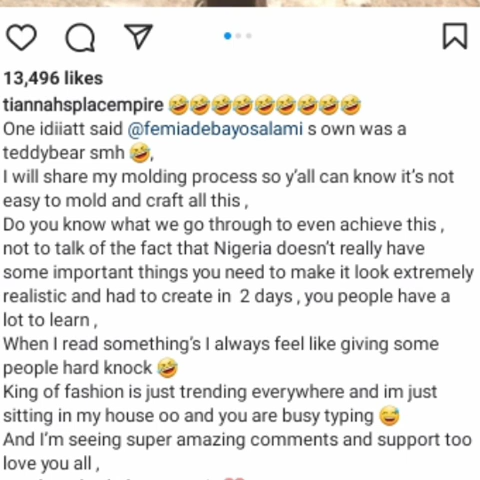 13,496 likes
tiannahsplacempire 🤣🤣🤣🤣🤣🤣🤣🤣🤣
One idiiatt said @femiadebayosalami s own was a
teddybear smh 🤣,
I will share my molding process so y'all can know it's not
easy to mold and craft all this ,
Do you know what we go through to even achieve this ,
not to talk of the fact that Nigeria doesn't really have
some important things you need to make it look extremely
realistic and had to create in  2 days , you people have a
lot to learn ,
When I read something's I always feel like giving some
people hard knock 🤣
King of fashion is just trending everywhere and im just
sitting in my house oo and you are busy typing 😅
And I'm seeing super amazing comments and support too
love you all ,